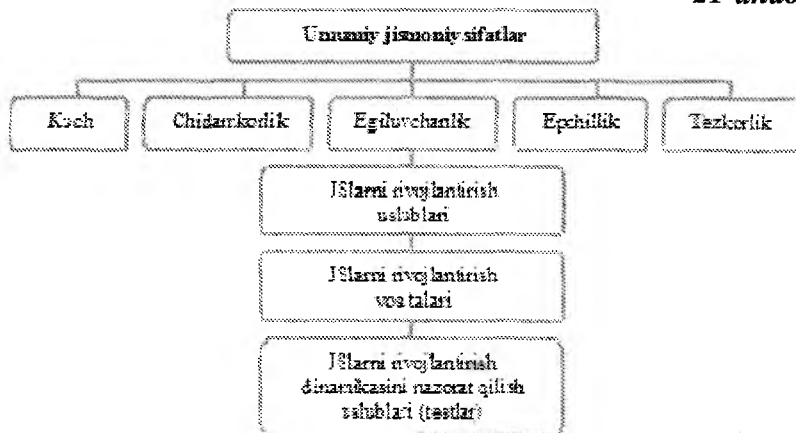 Umumiy jismoniy sifatlar
Kuch
Chidamkorlik
Egiluvchanlik
Epchillik
Tezkorlik
JSlarni rivojlantirish
uslublari
JSlarni rivojlantirish
vositalari
JSlarni rivojlantirish
dinamikasini nazorat qilish
uslublari (testlar)